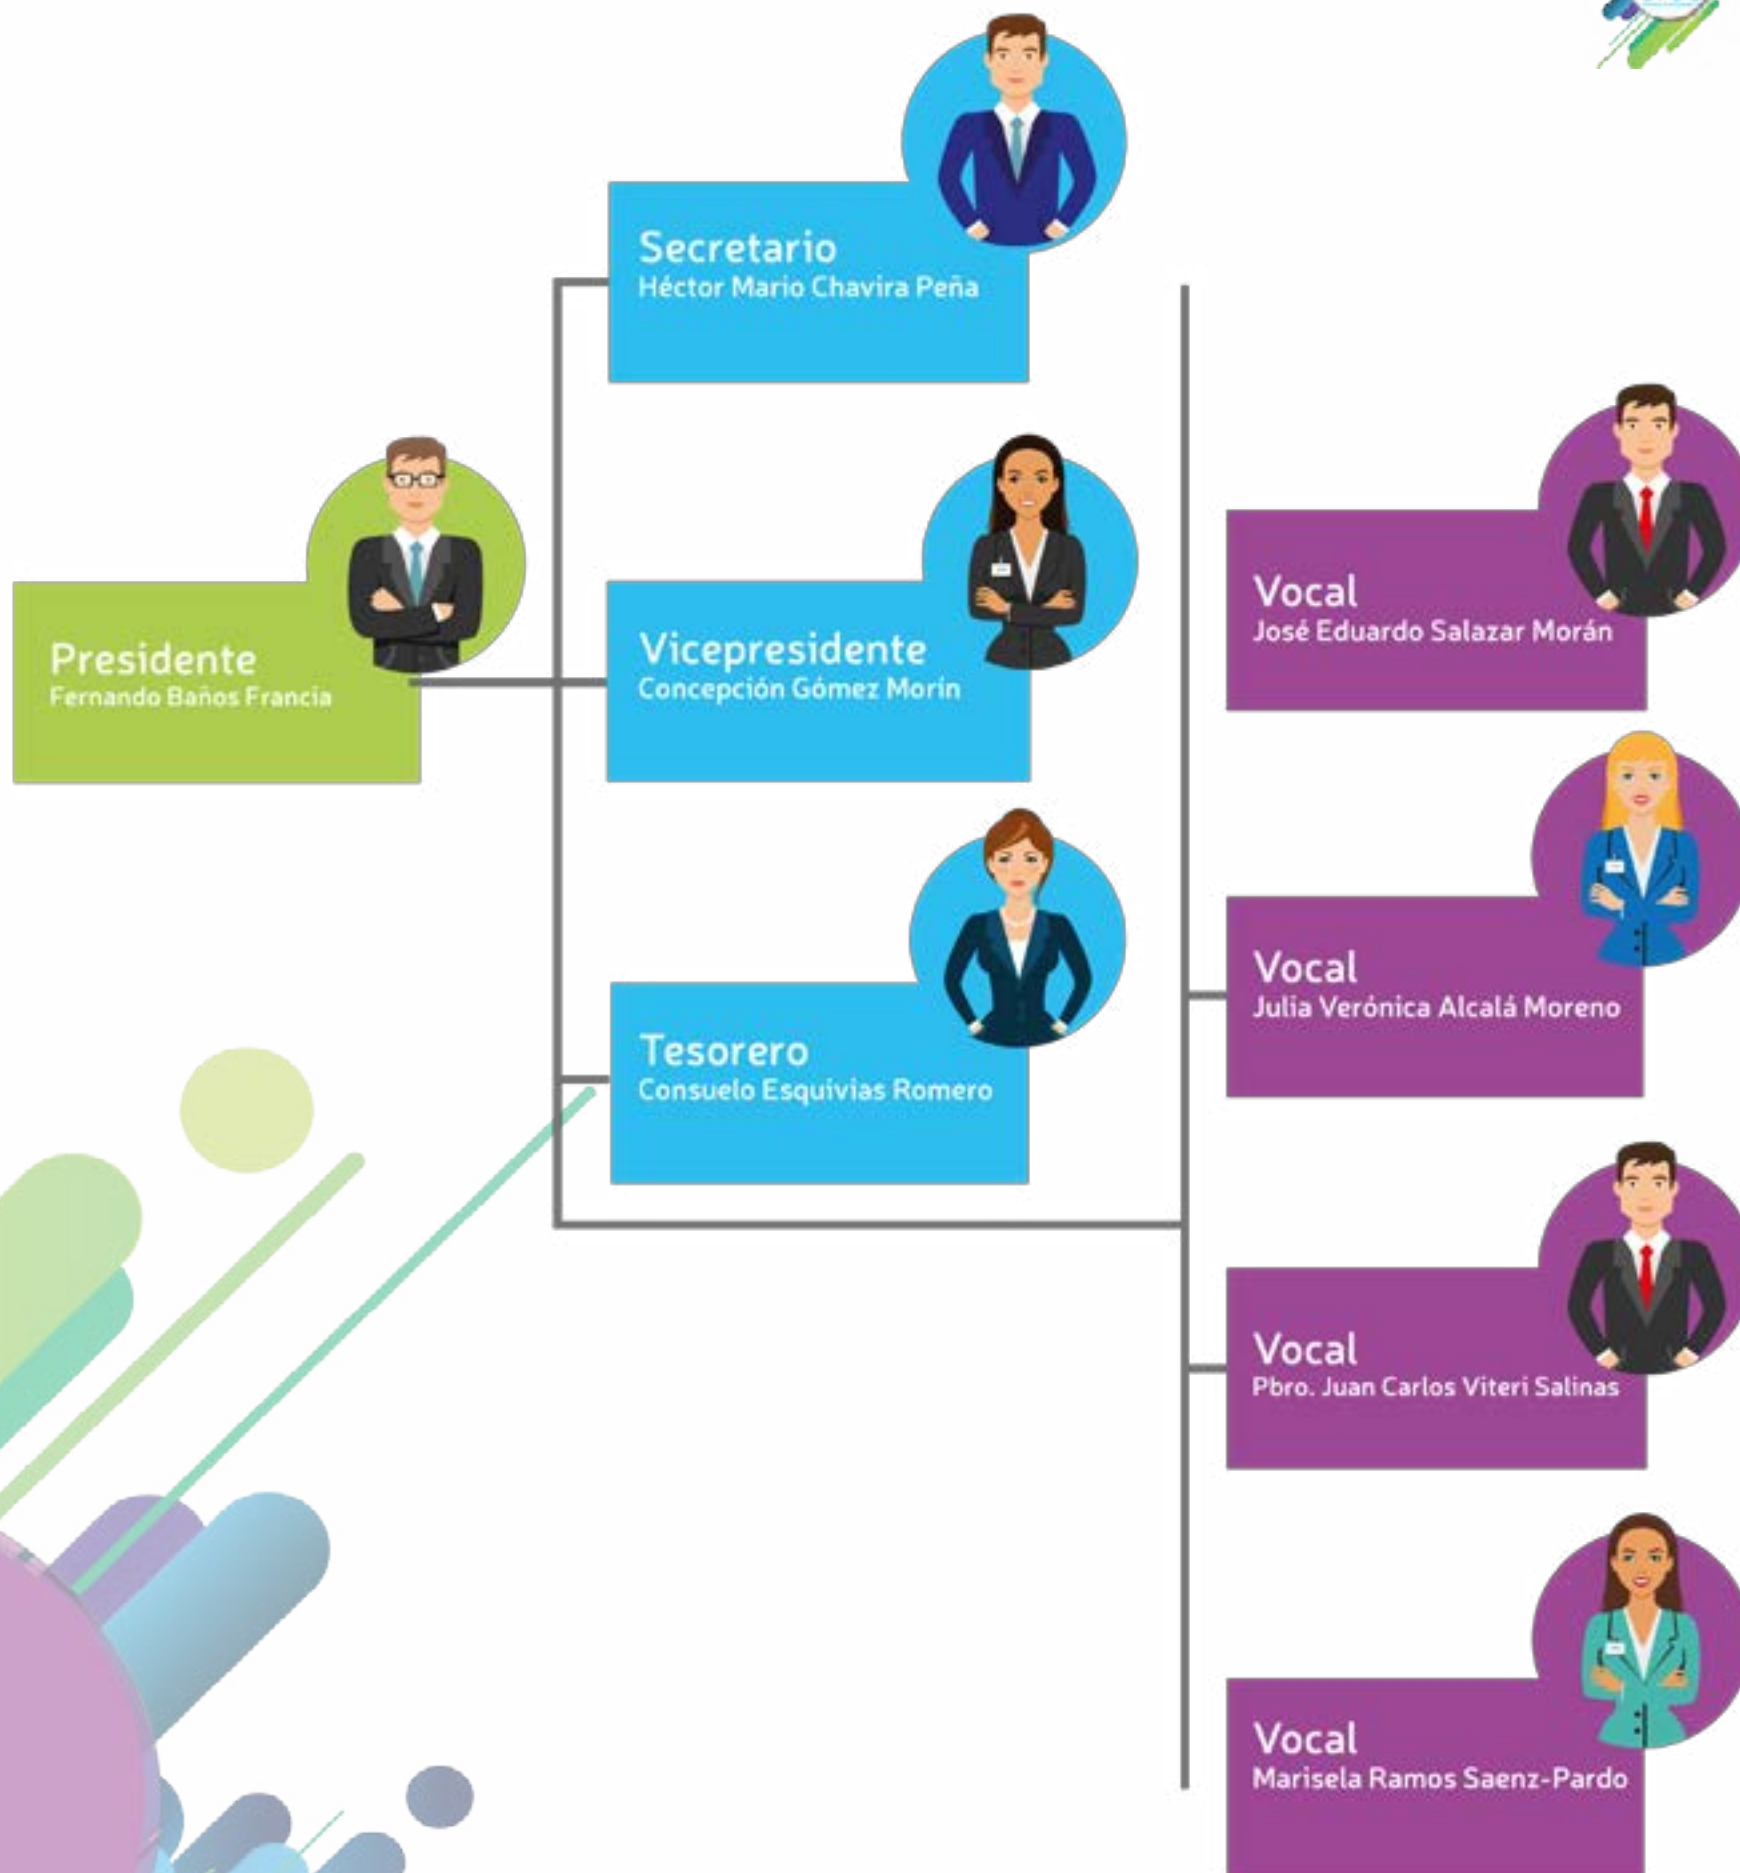 Presidente
Fernando Baños Francia
Secretario
Héctor Mario Chavira Peña
Vicepresidente
Concepción Gómez Morín
Tesorero
Consuelo Esquivias Romero
Vocal
José Eduardo Salazar Morán
Vocal
Julia Verónica Alcalá Moreno
Vocal
Pbro. Juan Carlos Viteri Salinas
Vocal
Marisela Ramos Saenz-Pardo